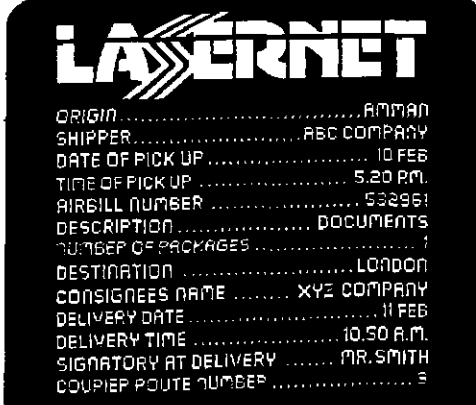 LASERNET
ORIGIN..............................AMMAN
SHIPPER.....................ABC COMPANY
DATE OF PICK UP.................... 10 FEB
TIME OF PICK UP .................. 5.20 P.M.
AIRBILL NUMBER .................. 532961
DESCRIPTION................. DOCUMENTS
NUMBER OF PACKAGES .................. 1
DESTINATION .....................LONDON
CONSIGNEES NAME ........ XYZ COMPANY
DELIVERY DATE.......................11 FEB
DELIVERY TIME ..................10.50 A.M.
SIGNATORY AT DELIVERY ....... MR.SMITH
COURIER ROUTE NUMBER ................